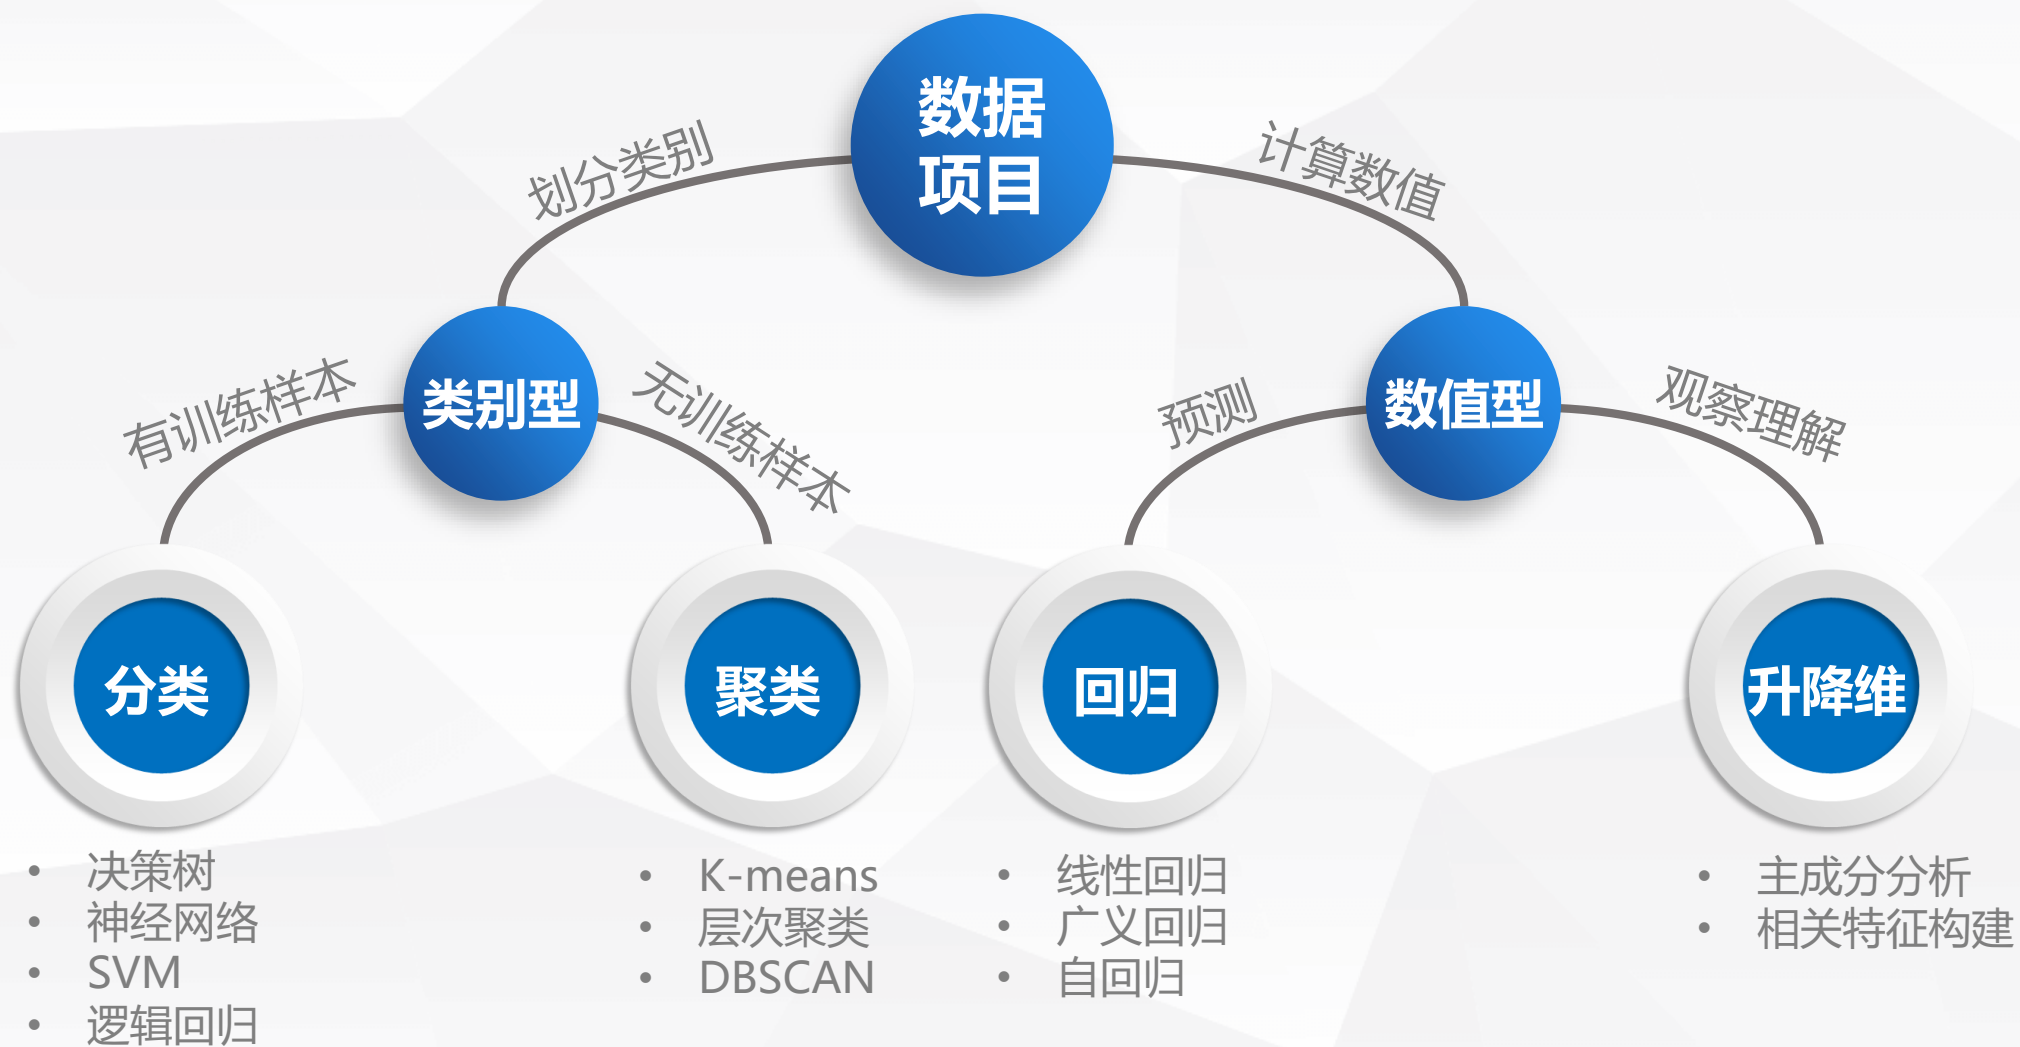 数据
项目
划分类别
计算数值
类别型
数值型
有训练样本
无训练样本
预测
观察理解
分类
聚类
回归
升降维
• 决策树
• 神经网络
• SVM
• 逻辑回归
• K-means
• 层次聚类
• DBSCAN
• 线性回归
• 广义回归
• 自回归
• 主成分分析
• 相关特征构建